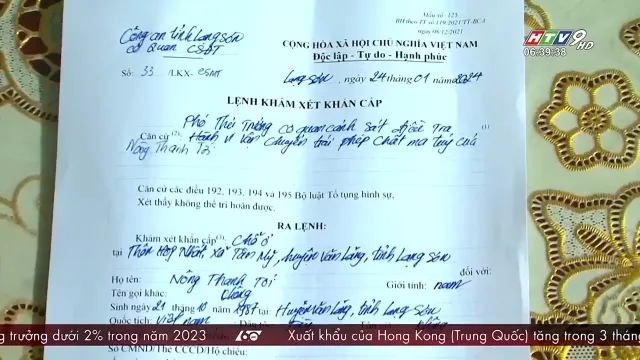 Mẫu số: 125
BH theo TT số 119/2021/TT-BCA
ngày 08/12/2021
HTV9 HD
06:39:38
Công an tỉnh Lạng Sơn
Cơ Quan CSĐT
CỘNG HÒA XÃ HỘI CHỦ NGHĨA VIỆT NAM
Độc lập - Tự do - Hạnh phúc
Số: 33 /LKX- CSMT
Lạng Sơn, ngày 24 tháng 01 năm 2024
LỆNH KHÁM XÉT KHẨN CẤP
Phó Thủ Trưởng cơ quan cảnh sát điều tra (1)
Căn cứ (2), Hành vi Vận chuyển trái phép chất ma túy của
Nông Thanh Tới
Căn cứ các điều 192, 193, 194 và 195 Bộ luật Tố tụng hình sự.
Xét thấy không thể trì hoãn được.
RA LỆNH:
Khám xét khẩn cấp(3), Chỗ ở
tại Thôn Hợp Nhất, xã Tân Mỹ, huyện Văn Lãng, tỉnh Lạng Sơn
đối với:
Họ tên: Nông Thanh Tới Giới tính: nam
Tên gọi khác: không
Sinh ngày 21 tháng 10 năm 1987 tại: Huyện Văn Lãng, tỉnh Lạng Sơn
Quốc tịch: Việt nam
g trưởng dưới 2% trong năm 2023 Xuất khẩu của Hong Kong (Trung Quốc) tăng trong 3 thán
Số CMND/Thẻ CCCD/Hộ chiếu: